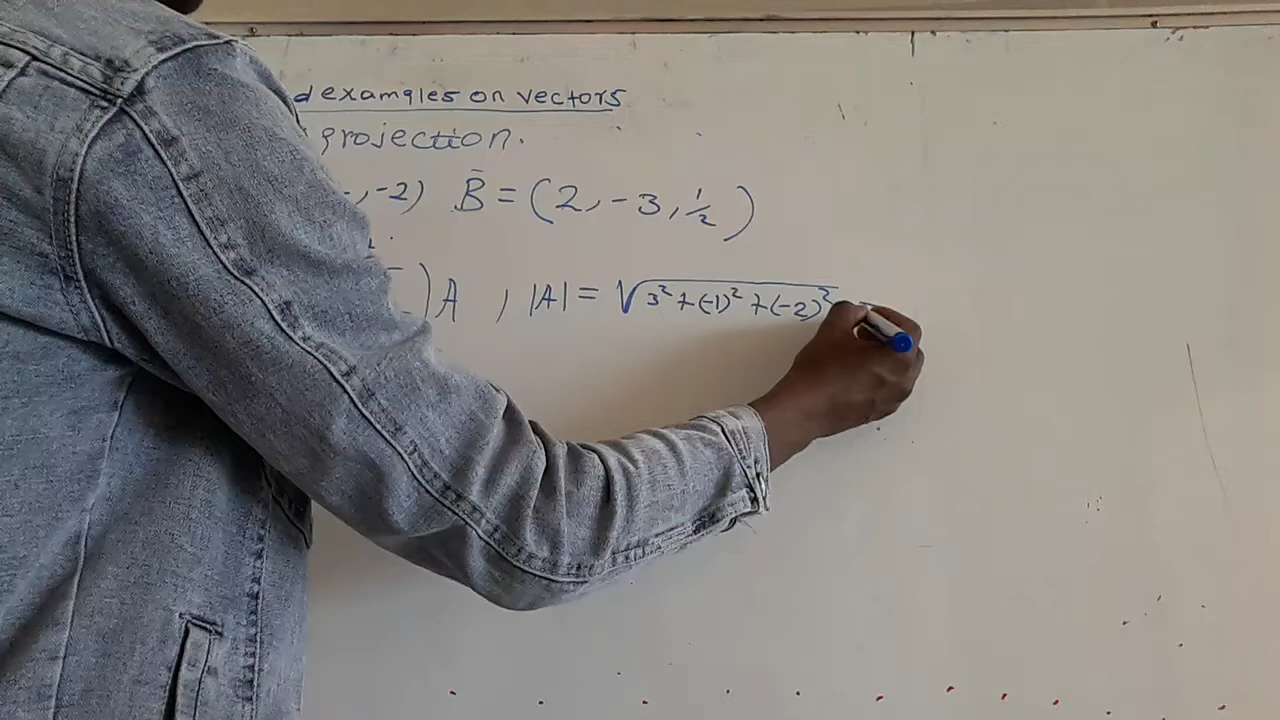 examples on vectors
projection.
, -2) B̄ = (2, -3, 1/2)
)A , |A| = √3² + (-1)² + (-2)²